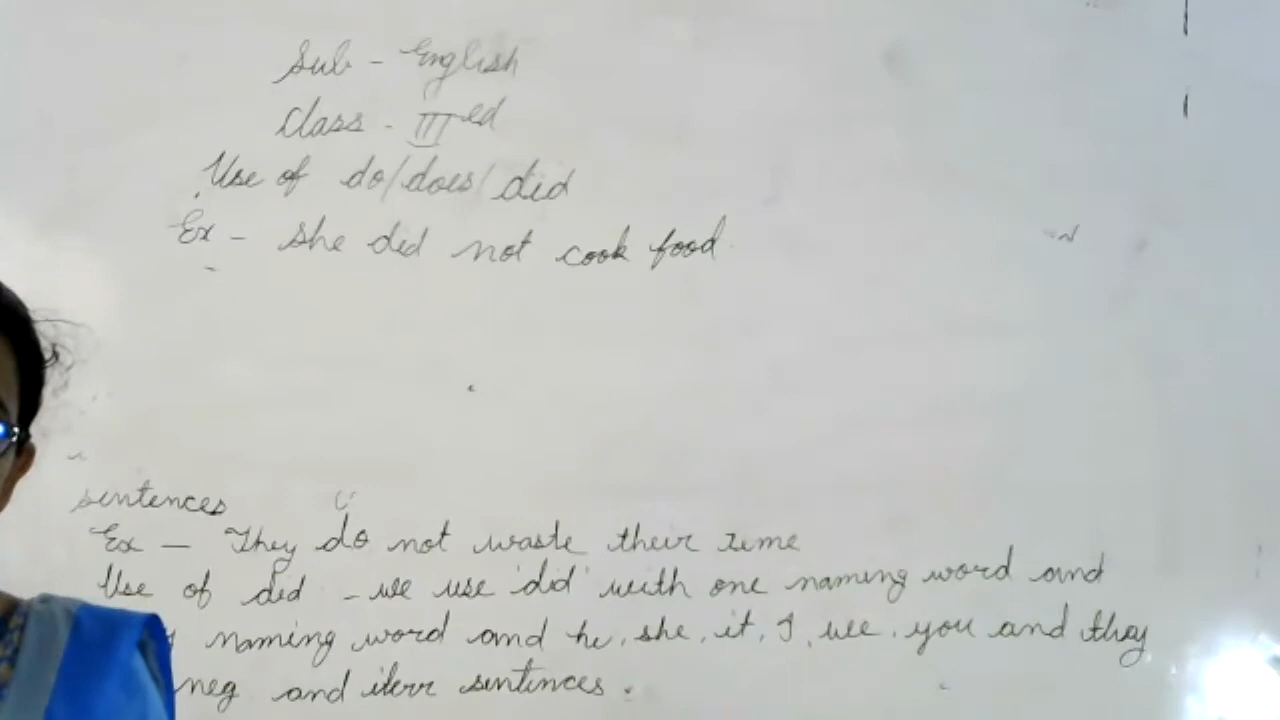 Sub - English
Class - III ed
Use of do/does/did
Ex - She did not cook food
sentences
Ex - They do not waste their time
Use of did - we use 'did' with one naming word and
naming word and he, she, it, I, we, you and they
neg and sentences.